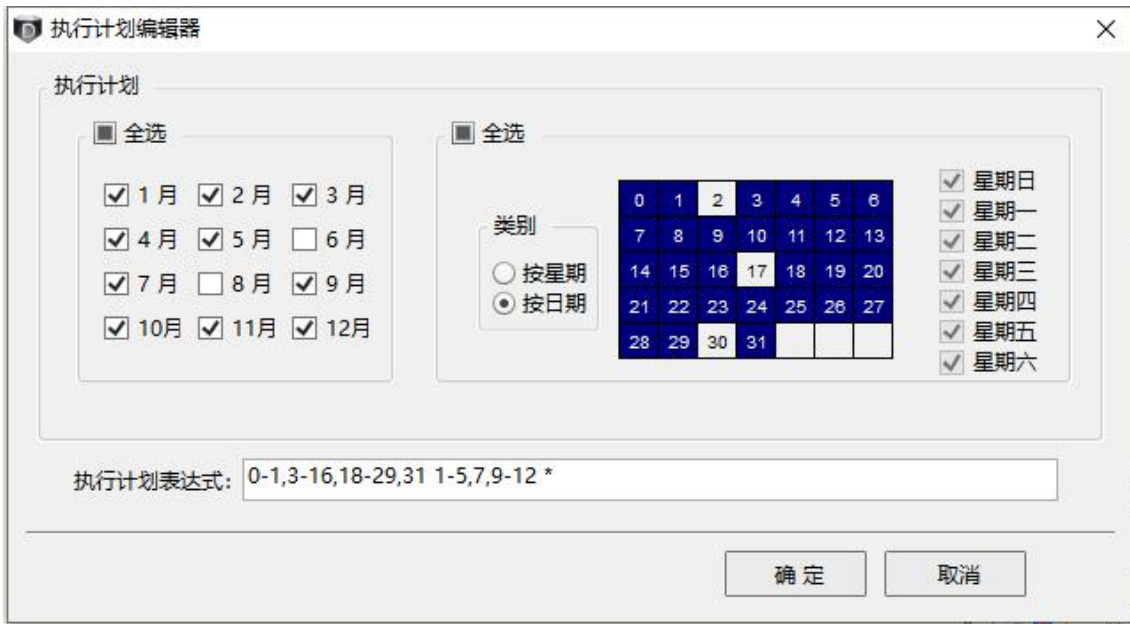 执行计划编辑器
执行计划
全选
1月 2月 3月
4月 5月 6月
7月 8月 9月
10月 11月 12月
全选
类别
按星期
按日期
0 1 2 3 4 5 6
7 8 9 10 11 12 13
14 15 16 17 18 19 20
21 22 23 24 25 26 27
28 29 30 31
星期日
星期一
星期二
星期三
星期四
星期五
星期六
执行计划表达式: 0-1,3-16,18-29,31 1-5,7,9-12 *
确定 取消